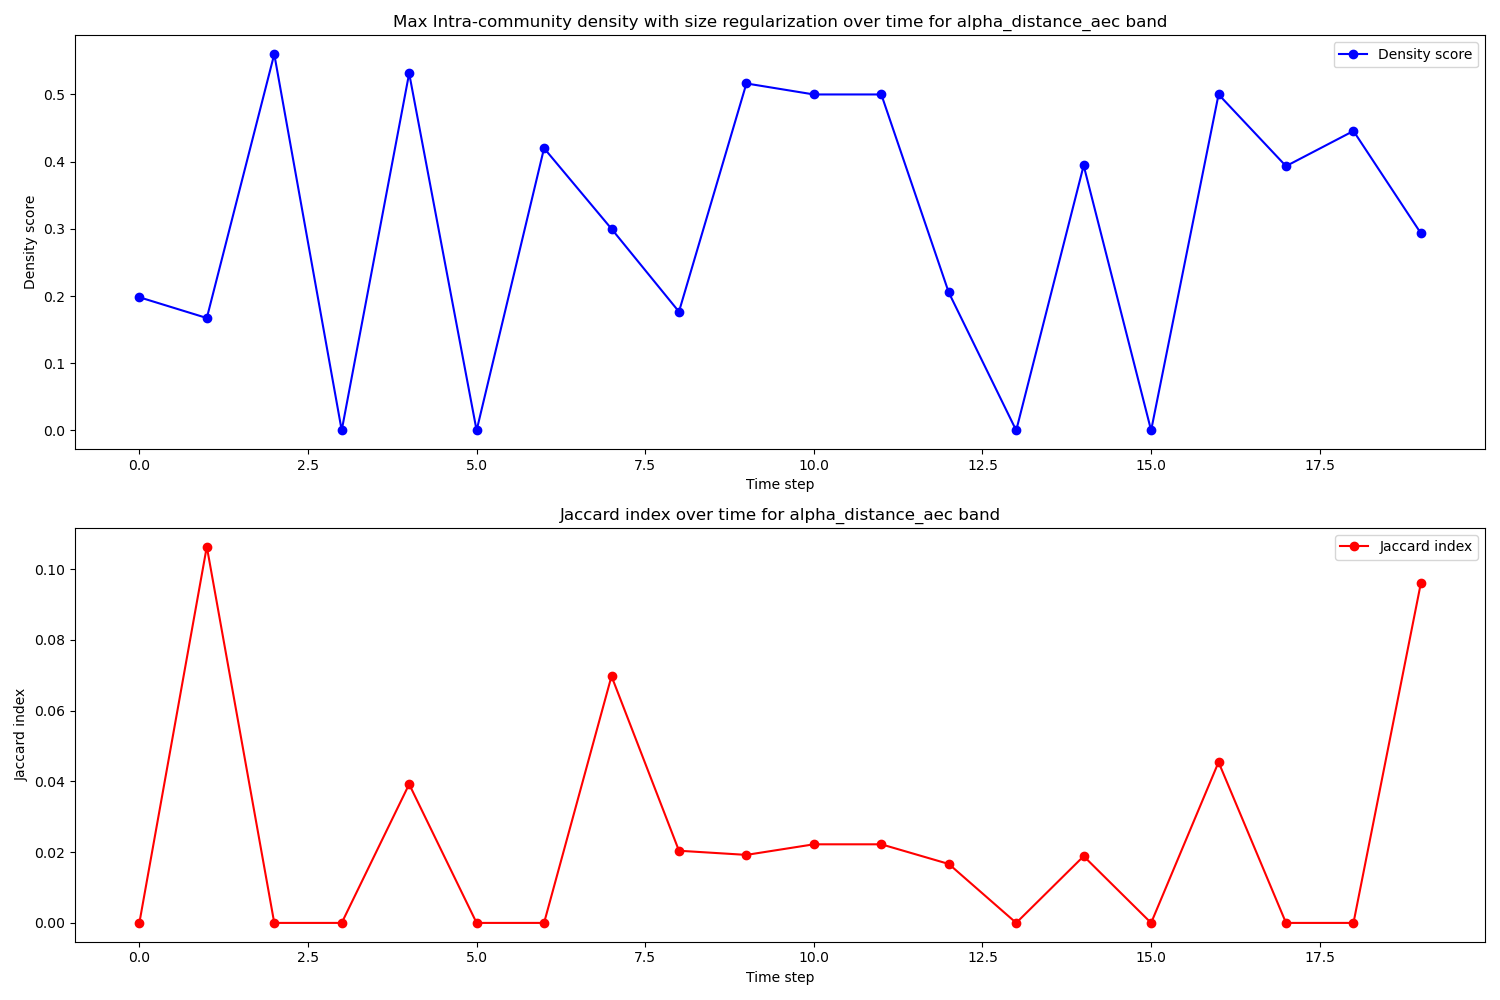 Max Intra-community density with size regularization over time for alpha_distance_aec band
Density score
Density score
0.5
0.4
0.3
0.2
0.1
0.0
0.0 2.5 5.0 7.5 10.0 12.5 15.0 17.5
Time step
Jaccard index over time for alpha_distance_aec band
Jaccard index
Jaccard index
0.10
0.08
0.06
0.04
0.02
0.00
0.0 2.5 5.0 7.5 10.0 12.5 15.0 17.5
Time step